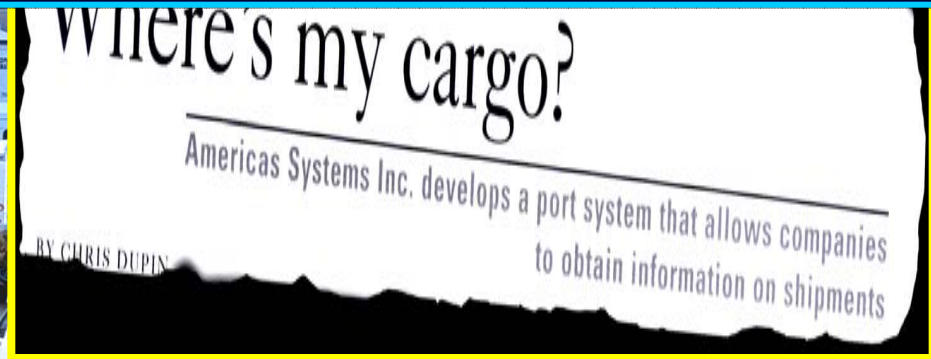 Where's my cargo?
Americas Systems Inc. develops a port system that allows companies
to obtain information on shipments
BY CHRIS DUPIN